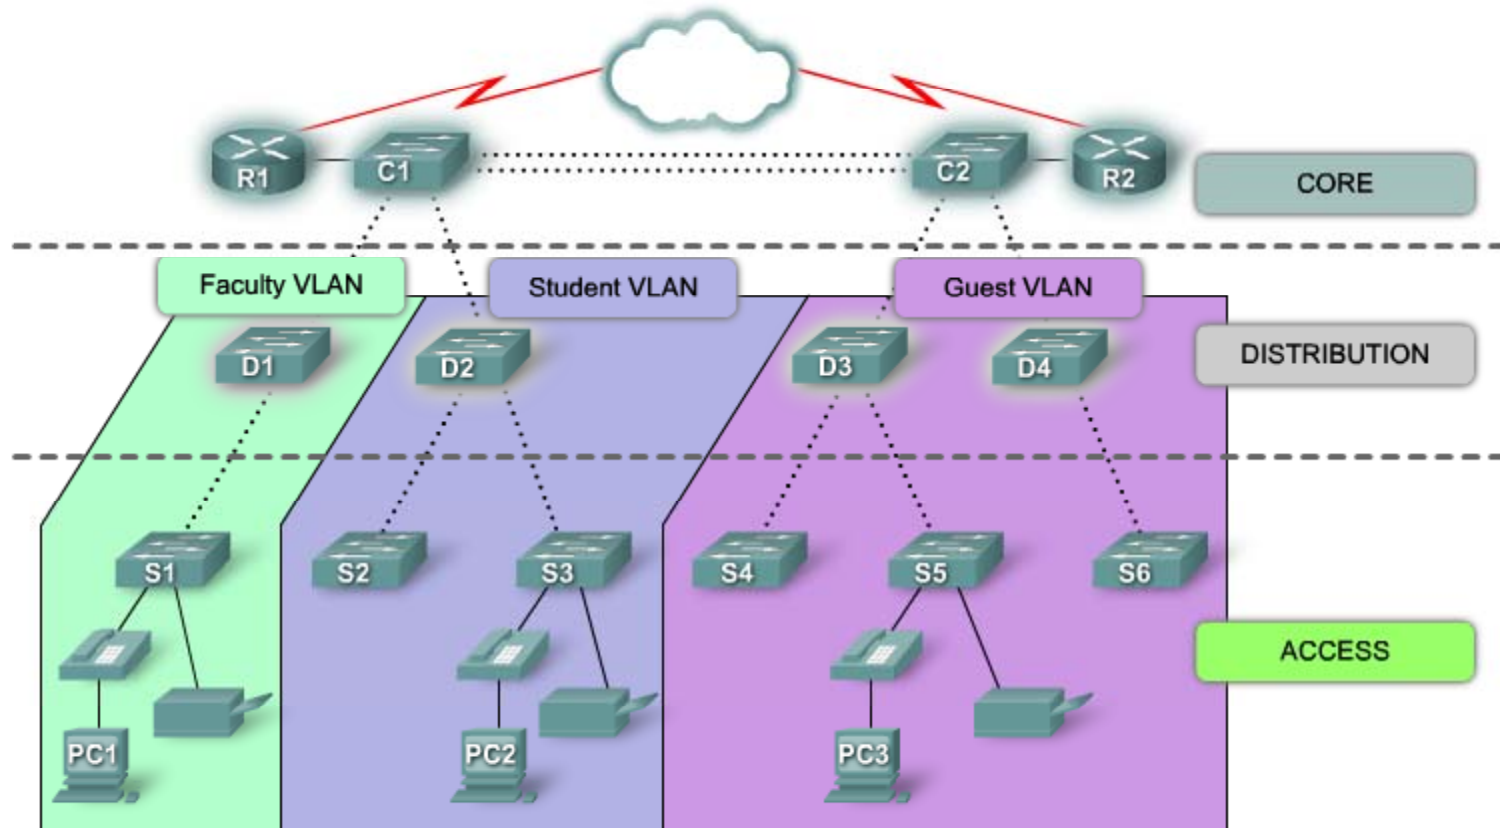 R1
C1
C2
R2
CORE
Faculty VLAN
Student VLAN
Guest VLAN
D1
D2
D3
D4
DISTRIBUTION
S1
S2
S3
S4
S5
S6
ACCESS
PC1
PC2
PC3